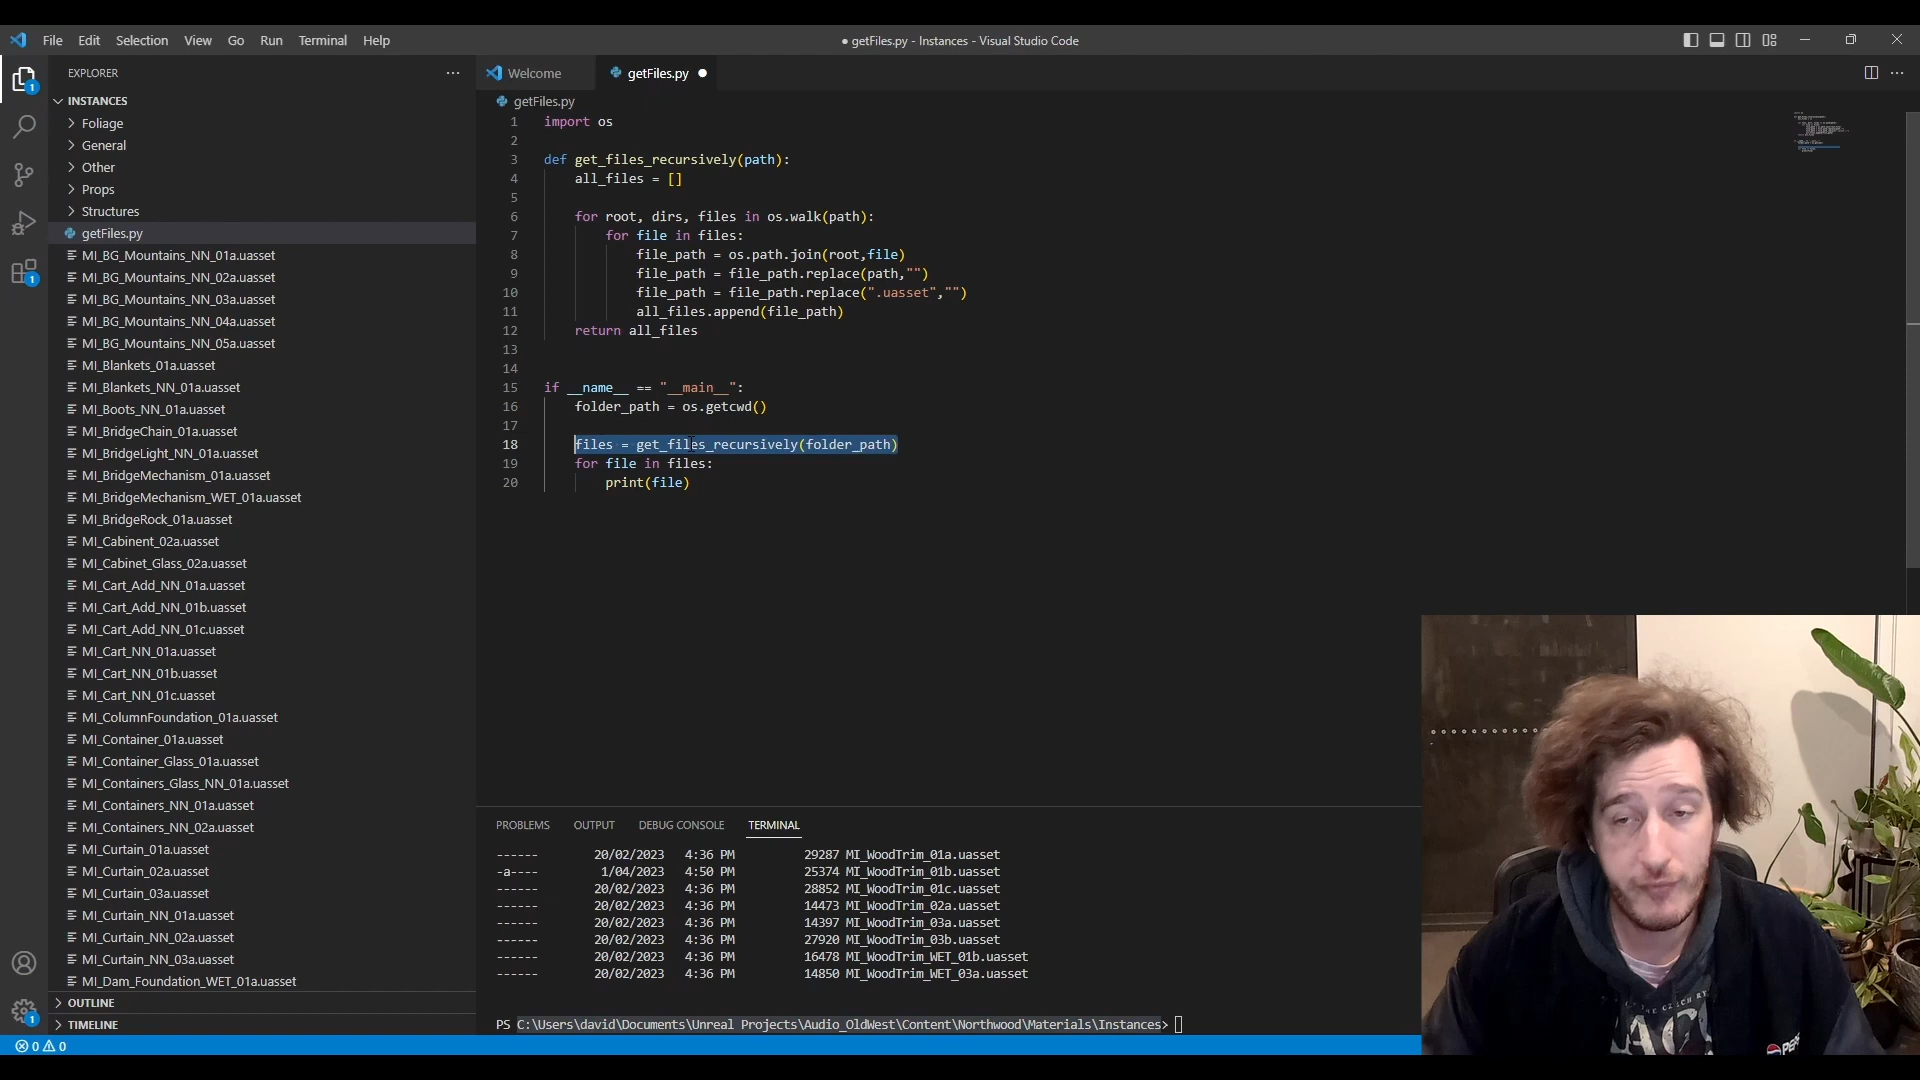 File Edit Selection View Go Run Terminal Help
● getFiles.py - Instances - Visual Studio Code
EXPLORER
Welcome
getFiles.py
INSTANCES
Foliage
General
Other
Props
Structures
getFiles.py
MI_BG_Mountains_NN_01a.uasset
MI_BG_Mountains_NN_02a.uasset
MI_BG_Mountains_NN_03a.uasset
MI_BG_Mountains_NN_04a.uasset
MI_BG_Mountains_NN_05a.uasset
MI_Blankets_01a.uasset
MI_Blankets_NN_01a.uasset
MI_Boots_NN_01a.uasset
MI_BridgeChain_01a.uasset
MI_BridgeLight_NN_01a.uasset
MI_BridgeMechanism_01a.uasset
MI_BridgeMechanism_WET_01a.uasset
MI_BridgeRock_01a.uasset
MI_Cabinent_02a.uasset
MI_Cabinet_Glass_02a.uasset
MI_Cart_Add_NN_01a.uasset
MI_Cart_Add_NN_01b.uasset
MI_Cart_Add_NN_01c.uasset
MI_Cart_NN_01a.uasset
MI_Cart_NN_01b.uasset
MI_Cart_NN_01c.uasset
MI_ColumnFoundation_01a.uasset
MI_Container_01a.uasset
MI_Container_Glass_01a.uasset
MI_Containers_Glass_NN_01a.uasset
MI_Containers_NN_01a.uasset
MI_Containers_NN_02a.uasset
MI_Curtain_01a.uasset
MI_Curtain_02a.uasset
MI_Curtain_03a.uasset
MI_Curtain_NN_01a.uasset
MI_Curtain_NN_02a.uasset
MI_Curtain_NN_03a.uasset
MI_Dam_Foundation_WET_01a.uasset
OUTLINE
TIMELINE
getFiles.py
1 import os
2
3 def get_files_recursively(path):
4 all_files = []
5
6 for root, dirs, files in os.walk(path):
7 for file in files:
8 file_path = os.path.join(root,file)
9 file_path = file_path.replace(path,"")
10 file_path = file_path.replace(".uasset","")
11 all_files.append(file_path)
12 return all_files
13
14
15 if __name__ == "__main__":
16 folder_path = os.getcwd()
17
18 files = get_files_recursively(folder_path)
19 for file in files:
20 print(file)
PROBLEMS OUTPUT DEBUG CONSOLE TERMINAL
------ 20/02/2023 4:36 PM 29287 MI_WoodTrim_01a.uasset
-a---- 1/04/2023 4:50 PM 25374 MI_WoodTrim_01b.uasset
------ 20/02/2023 4:36 PM 28852 MI_WoodTrim_01c.uasset
------ 20/02/2023 4:36 PM 14473 MI_WoodTrim_02a.uasset
------ 20/02/2023 4:36 PM 14397 MI_WoodTrim_03a.uasset
------ 20/02/2023 4:36 PM 27920 MI_WoodTrim_03b.uasset
------ 20/02/2023 4:36 PM 16478 MI_WoodTrim_WET_01b.uasset
------ 20/02/2023 4:36 PM 14850 MI_WoodTrim_WET_03a.uasset
PS C:\Users\david\Documents\Unreal Projects\Audio_OldWest\Content\Northwood\Materials\Instances>
0 0